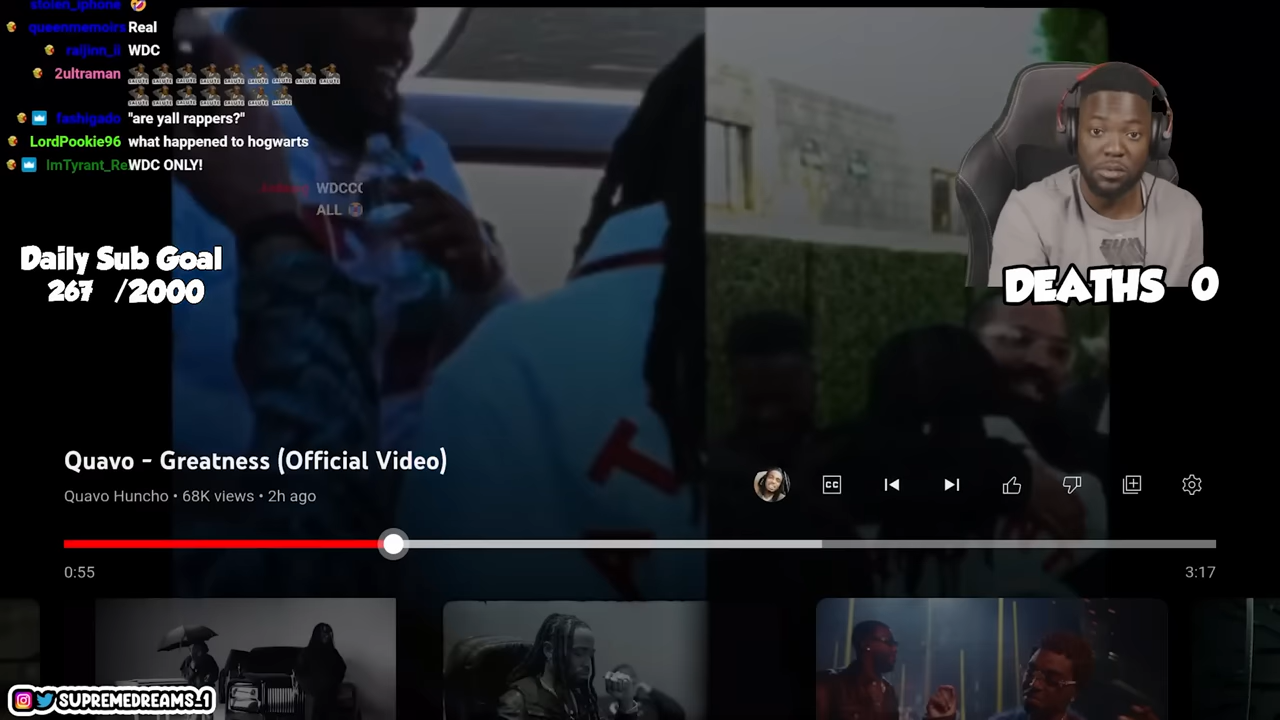 stolen_iphone
queenmemoirs Real
raijinn_ii WDC
2ultraman
fashigado "are yall rappers?"
LordPookie96 what happened to hogwarts
ImTyrant_Re WDC ONLY!
WDCC
ALL
Daily Sub Goal
267 /2000
DEATHS 0
Quavo - Greatness (Official Video)
Quavo Huncho • 68K views • 2h ago
CC
0:55
3:17
SUPREMEDREAMS_1